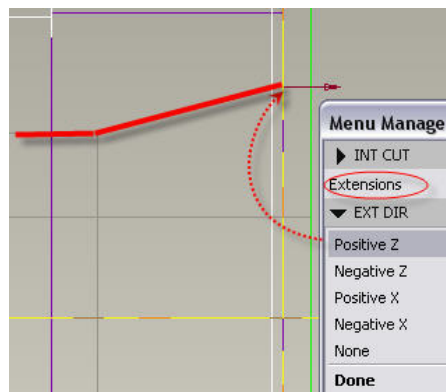 Menu Manage
INT CUT
Extensions
EXT DIR
Positive Z
Negative Z
Positive X
Negative X
None
Done